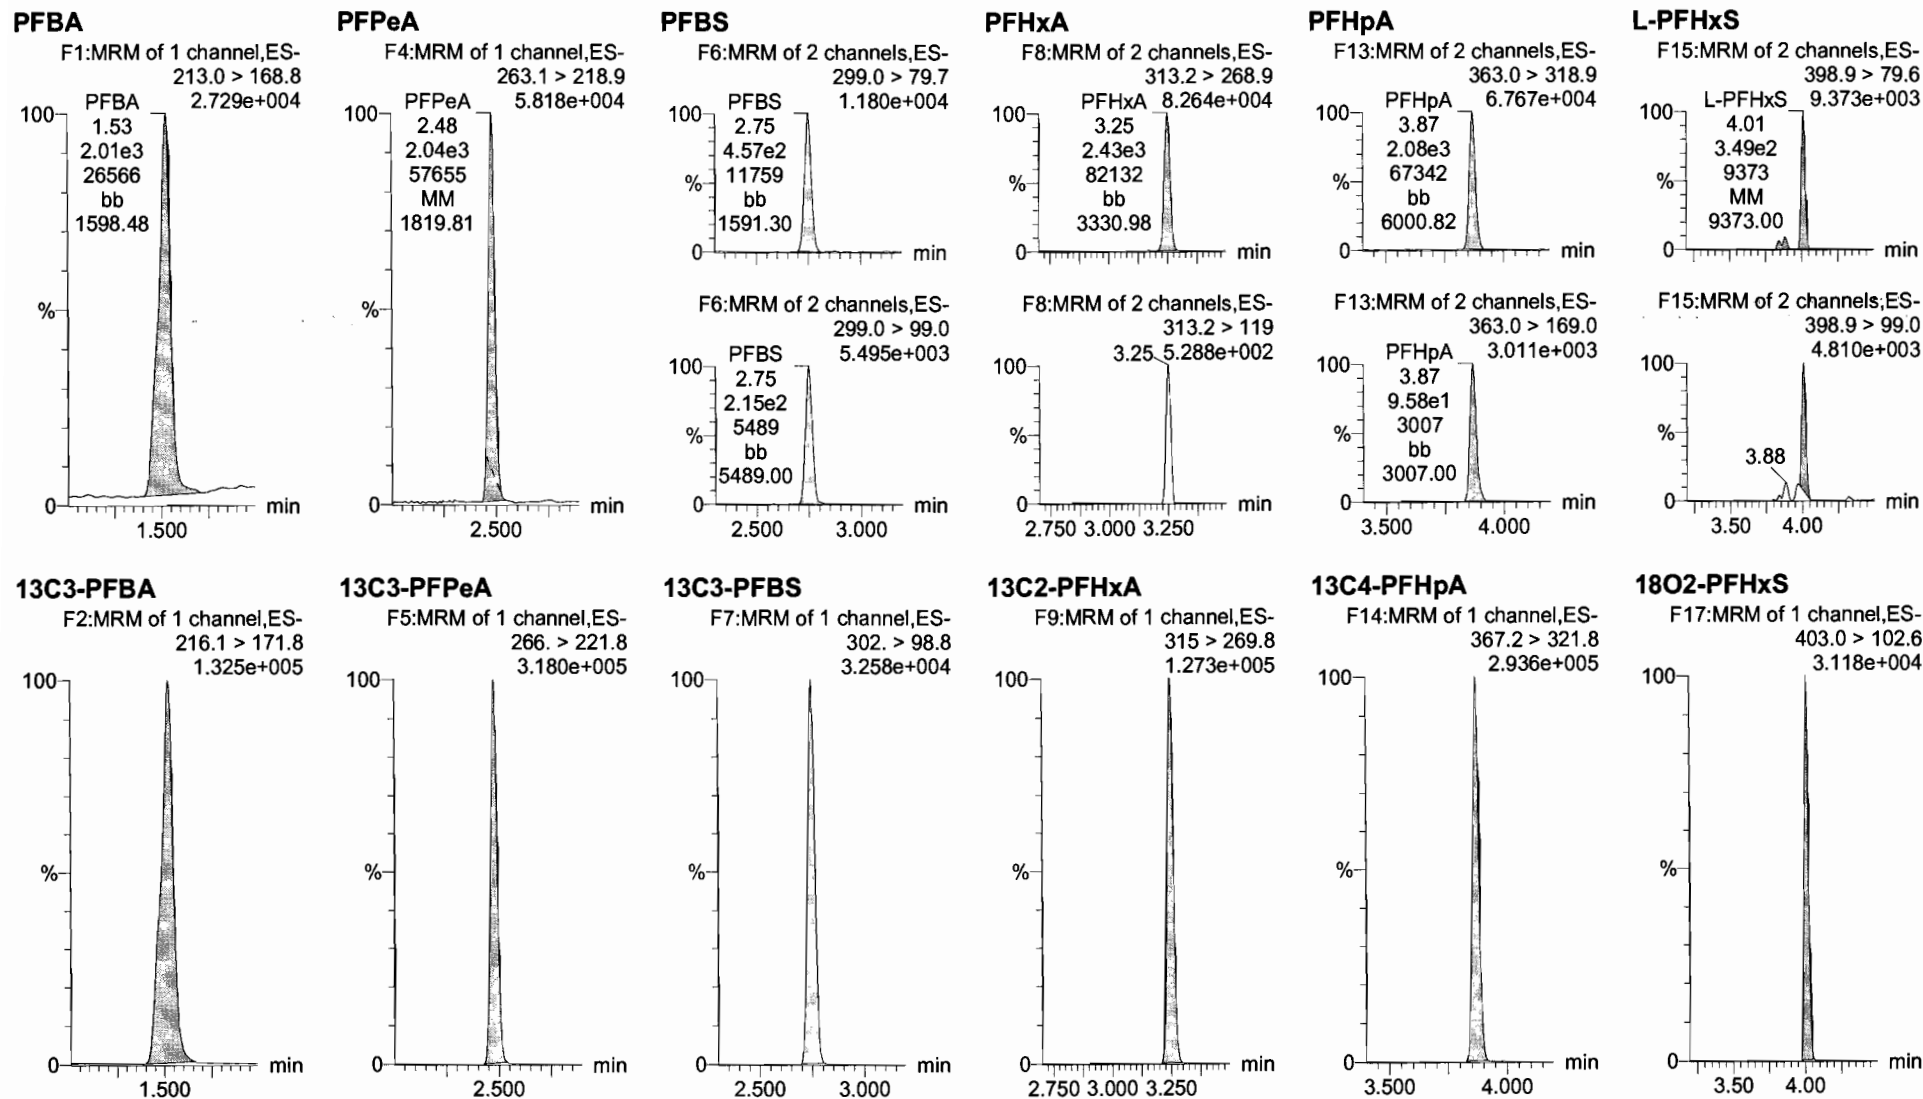 PFBA
F1:MRM of 1 channel,ES-
213.0 > 168.8
2.729e+004
PFBA
1.53
2.01e3
26566
bb
1598.48
100
%
0
min
1.500
PFPeA
F4:MRM of 1 channel,ES-
263.1 > 218.9
5.818e+004
PFPeA
2.48
2.04e3
57655
MM
1819.81
100
%
0
min
2.500
PFBS
F6:MRM of 2 channels,ES-
299.0 > 79.7
1.180e+004
PFBS
2.75
4.57e2
11759
bb
1591.30
100
%
0
min
F6:MRM of 2 channels,ES-
299.0 > 99.0
5.495e+003
PFBS
2.75
2.15e2
5489
bb
5489.00
100
%
0
min
2.500 3.000
PFHxA
F8:MRM of 2 channels,ES-
313.2 > 268.9
8.264e+004
PFHxA
3.25
2.43e3
82132
bb
3330.98
100
%
0
min
F8:MRM of 2 channels,ES-
313.2 > 119
3.25 5.288e+002
100
%
0
min
2.750 3.000 3.250
PFHpA
F13:MRM of 2 channels,ES-
363.0 > 318.9
6.767e+004
PFHpA
3.87
2.08e3
67342
bb
6000.82
100
%
0
min
F13:MRM of 2 channels,ES-
363.0 > 169.0
3.011e+003
PFHpA
3.87
9.58e1
3007
bb
3007.00
100
%
0
min
3.500 4.000
L-PFHxS
F15:MRM of 2 channels,ES-
398.9 > 79.6
9.373e+003
L-PFHxS
4.01
3.49e2
9373
MM
9373.00
100
%
0
min
F15:MRM of 2 channels,ES-
398.9 > 99.0
4.810e+003
3.88
100
%
0
min
3.50 4.00
13C3-PFBA
F2:MRM of 1 channel,ES-
216.1 > 171.8
1.325e+005
100
%
0
min
1.500
13C3-PFPeA
F5:MRM of 1 channel,ES-
266. > 221.8
3.180e+005
100
%
0
min
2.500
13C3-PFBS
F7:MRM of 1 channel,ES-
302. > 98.8
3.258e+004
100
%
0
min
2.500 3.000
13C2-PFHxA
F9:MRM of 1 channel,ES-
315 > 269.8
1.273e+005
100
%
0
min
2.750 3.000 3.250
13C4-PFHpA
F14:MRM of 1 channel,ES-
367.2 > 321.8
2.936e+005
100
%
0
min
3.500 4.000
18O2-PFHxS
F17:MRM of 1 channel,ES-
403.0 > 102.6
3.118e+004
100
%
0
min
3.50 4.00